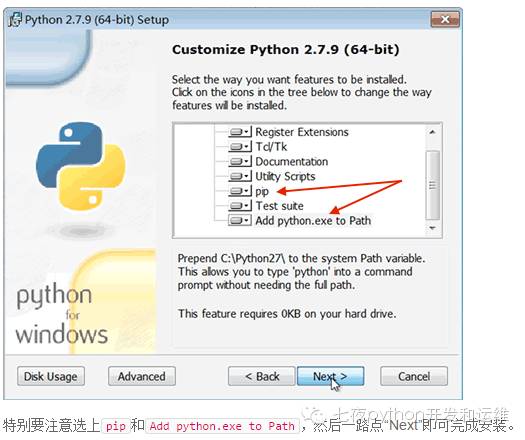 Python 2.7.9 (64-bit) Setup
Customize Python 2.7.9 (64-bit)
Select the way you want features to be installed.
Click on the icons in the tree below to change the way
features will be installed.
Register Extensions
Tcl/Tk
Documentation
Utility Scripts
pip
Test suite
Add python.exe to Path
Prepend C:\Python27\ to the system Path variable.
This allows you to type 'python' into a command
prompt without needing the full path.
This feature requires 0KB on your hard drive.
python
for
windows
Disk Usage
Advanced
< Back
Next >
Cancel
特别要注意选上 pip 和 Add python.exe to Path，然后一路点“Next”即可完成安装。
七夜python开发和运维